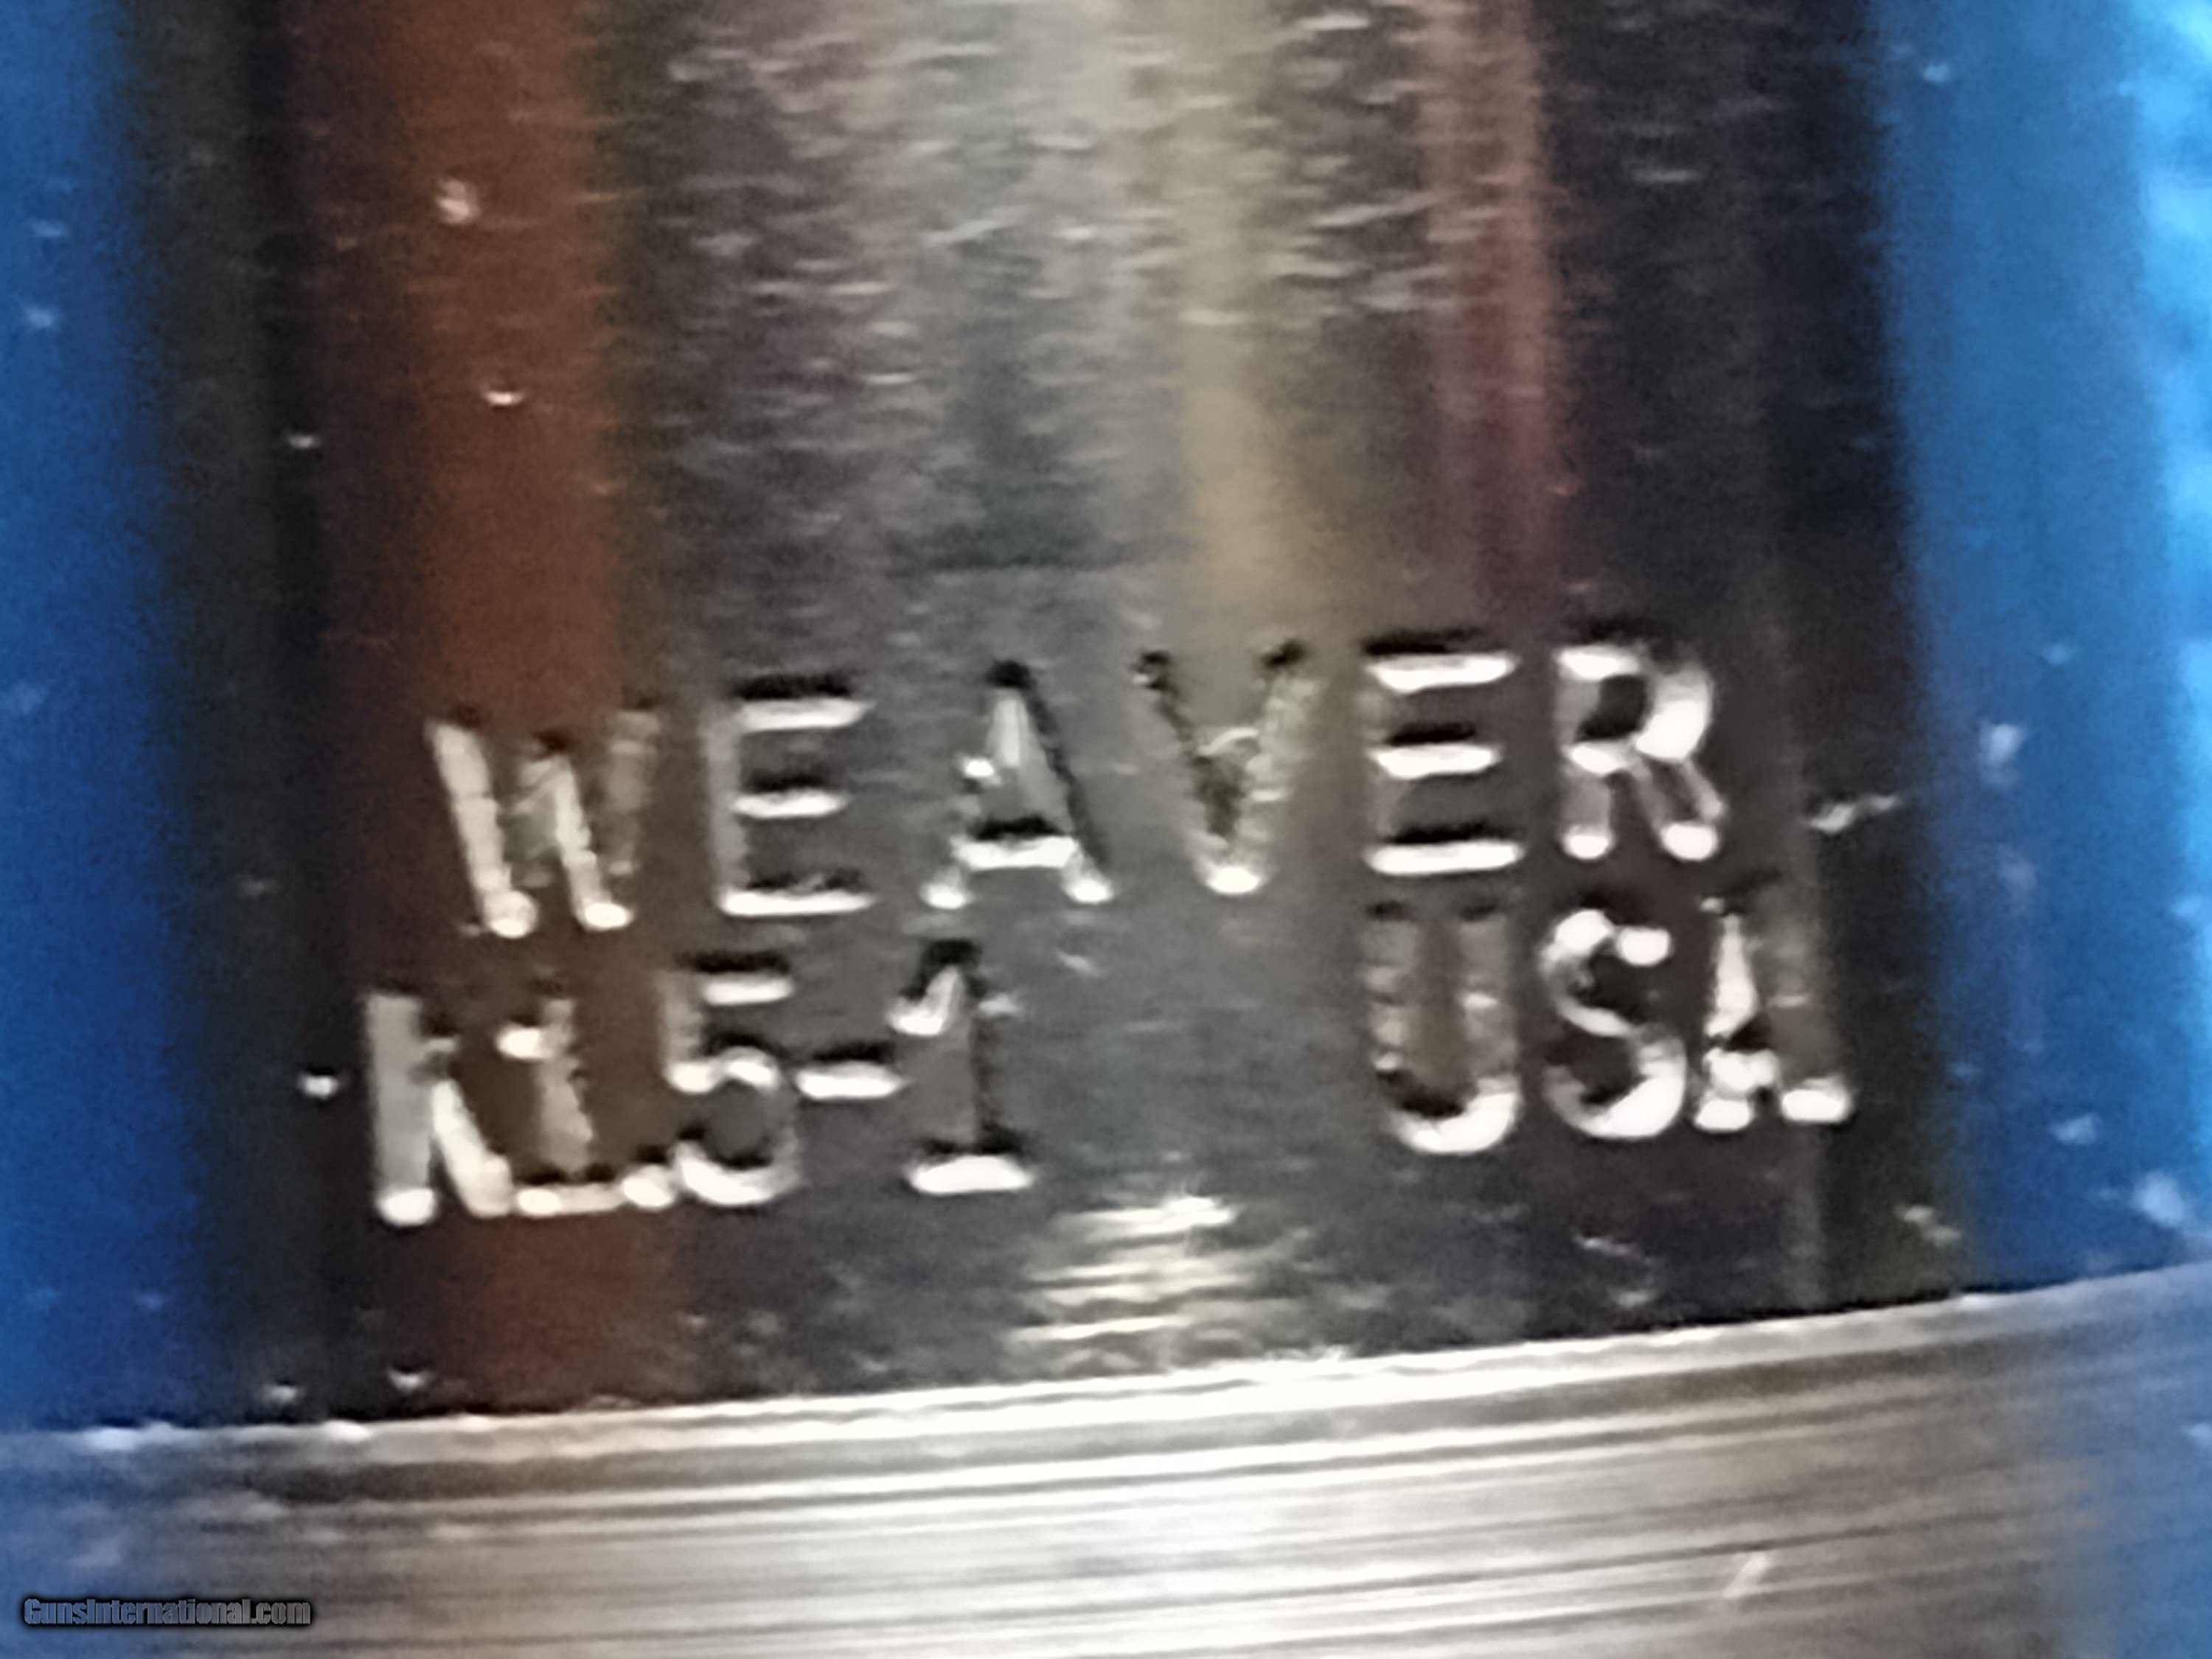 WEAVER
K1.5-1 USA
GunsInternational.com